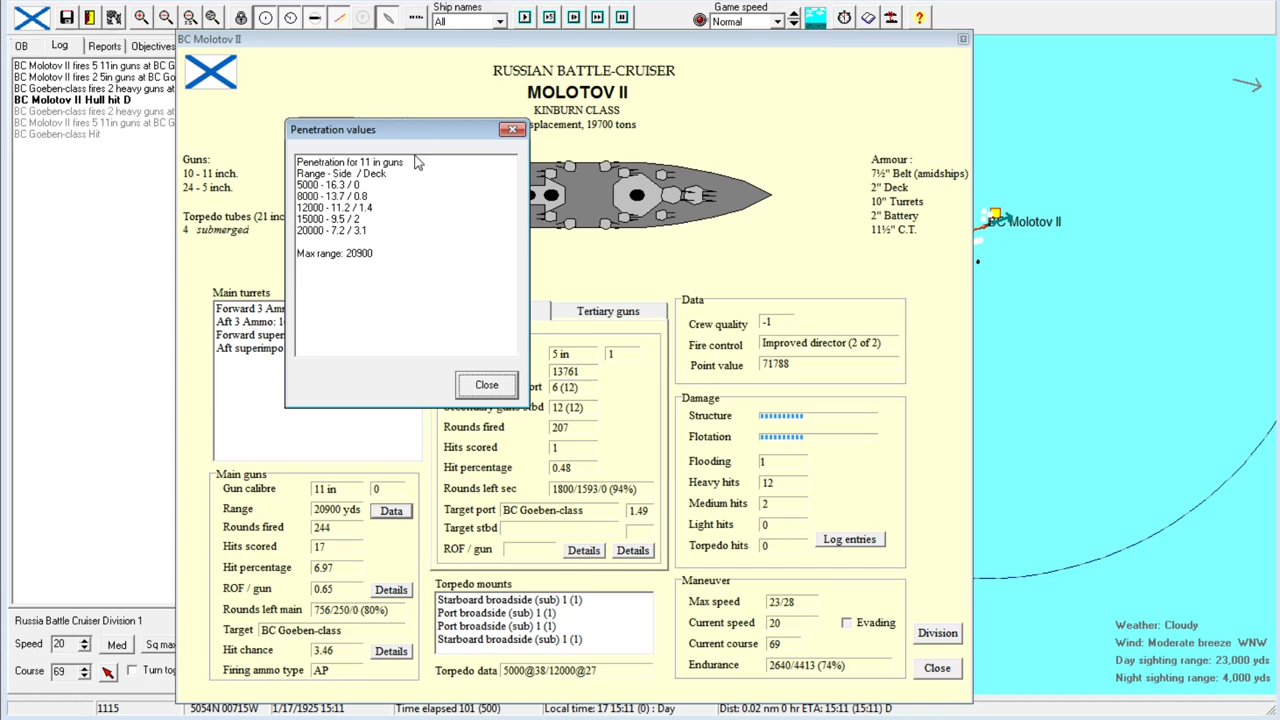 Ship names
All
Game speed
Normal
OB
Log
Reports
Objectives
BC Molotov II fires 5 11in guns at BC Go
BC Molotov II fires 2 5in guns at BC Go
BC Goeben-class fires 2 heavy guns at
BC Molotov II Hull hit D
BC Goeben-class fires 2 heavy guns at
BC Molotov II fires 5 11in guns at BC G
BC Goeben-class Hit
BC Molotov II
RUSSIAN BATTLE-CRUISER
MOLOTOV II
KINBURN CLASS
splacement, 19700 tons
Guns:
10 - 11 inch.
24 - 5 inch.
Torpedo tubes (21 inc
4 submerged
Armour :
7½" Belt (amidships)
2" Deck
10" Turrets
2" Battery
11½" C.T.
Penetration values
Penetration for 11 in guns
Range - Side / Deck
5000 - 16.3 / 0
8000 - 13.7 / 0.8
12000 - 11.2 / 1.4
15000 - 9.5 / 2
20000 - 7.2 / 3.1
Max range: 20900
Close
Main turrets
Forward 3 Am
Aft 3 Ammo: 1
Forward super
Aft superimpo
Main guns
Gun calibre 11 in 0
Range 20900 yds Data
Rounds fired 244
Hits scored 17
Hit percentage 6.97
ROF / gun 0.65 Details
Rounds left main 756/250/0 (80%)
Target BC Goeben-class
Hit chance 3.46 Details
Firing ammo type AP
Tertiary guns
5 in 1
13761
ort 6 (12)
Secondary guns stbd 12 (12)
Rounds fired 207
Hits scored 1
Hit percentage 0.48
Rounds left sec 1800/1593/0 (94%)
Target port BC Goeben-class 1.49
Target stbd
ROF / gun Details Details
Torpedo mounts
Starboard broadside (sub) 1 (1)
Port broadside (sub) 1 (1)
Port broadside (sub) 1 (1)
Starboard broadside (sub) 1 (1)
Torpedo data 5000@38/12000@27
Data
Crew quality -1
Fire control Improved director (2 of 2)
Point value 71788
Damage
Structure
Flotation
Flooding 1
Heavy hits 12
Medium hits 2
Light hits 0
Torpedo hits 0
Log entries
Maneuver
Max speed 23/28
Current speed 20 Evading
Current course 69
Endurance 2640/4413 (74%)
Division
Close
BC Molotov II
Weather: Cloudy
Wind: Moderate breeze WNW
Day sighting range: 23,000 yds
Night sighting range: 4,000 yds
Russia Battle Cruiser Division 1
Speed 20 Med Sq max
Course 69 Turn tog
1115 5054N 00715W 1/17/1925 15:11 Time elapsed 101 (500) Local time: 17 15:11 (0) : Day Dist: 0.02 nm 0 hr ETA: 15:11 (15:11) D